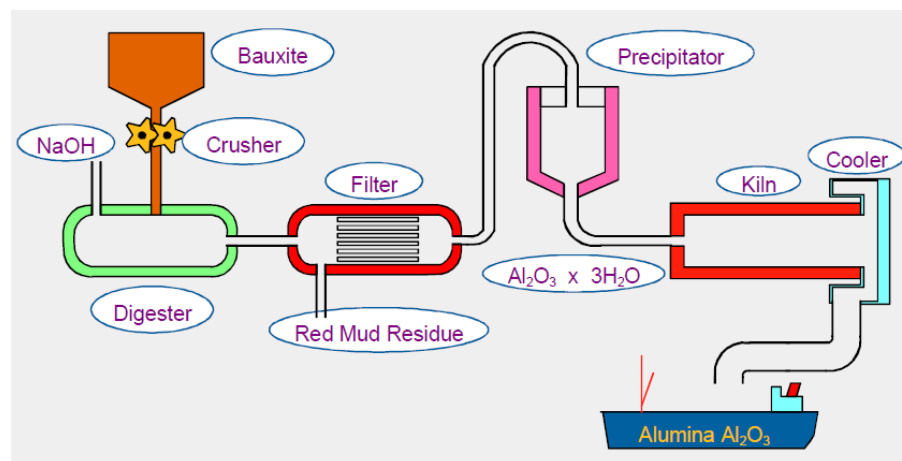 Bauxite
Precipitator
NaOH
Crusher
Cooler
Filter
Kiln
Al₂O₃ x 3H₂O
Digester
Red Mud Residue
Alumina Al₂O₃